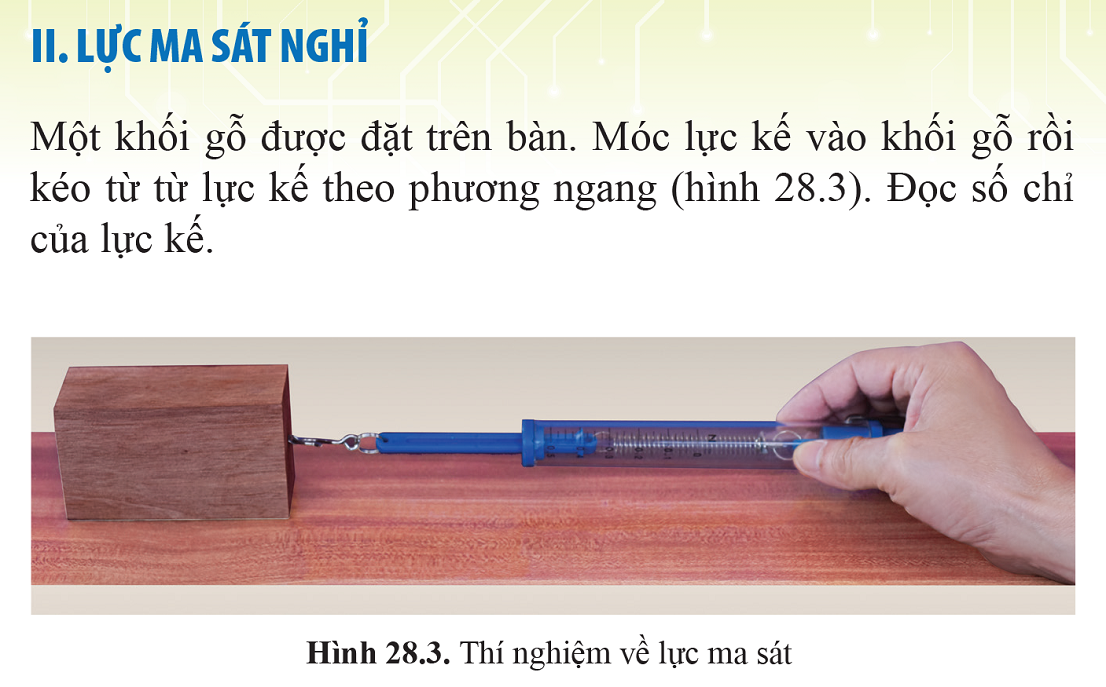 II. LỰC MA SÁT NGHỈ
Một khối gỗ được đặt trên bàn. Móc lực kế vào khối gỗ rồi
kéo từ từ lực kế theo phương ngang (hình 28.3). Đọc số chỉ
của lực kế.
Hình 28.3. Thí nghiệm về lực ma sát